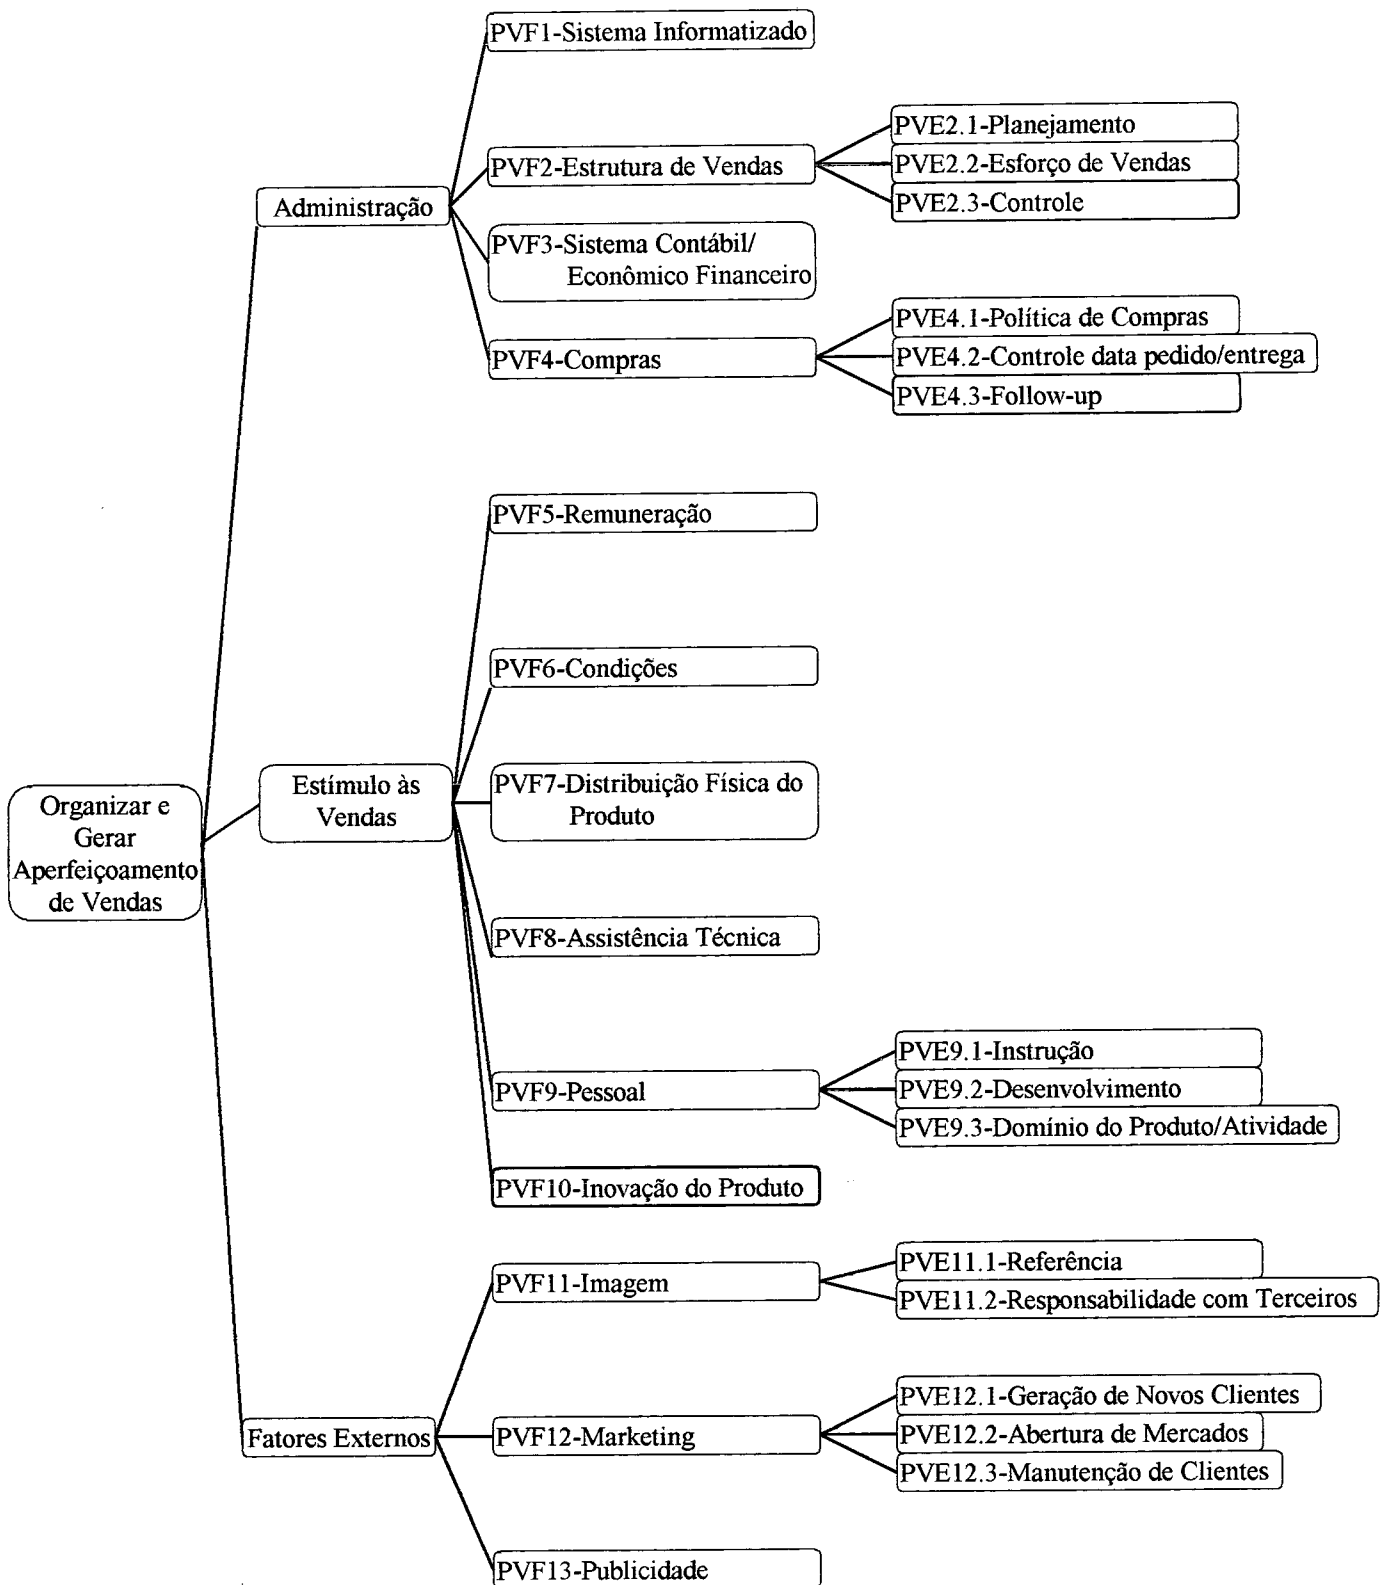 PVF1-Sistema Informatizado
PVE2.1-Planejamento
PVF2-Estrutura de Vendas
PVE2.2-Esforço de Vendas
PVE2.3-Controle
Administração
PVF3-Sistema Contábil/
Econômico Financeiro
PVE4.1-Política de Compras
PVF4-Compras
PVE4.2-Controle data pedido/entrega
PVE4.3-Follow-up
PVF5-Remuneração
PVF6-Condições
Organizar e
Gerar
Aperfeiçoamento
de Vendas
Estímulo às
Vendas
PVF7-Distribuição Física do
Produto
PVF8-Assistência Técnica
PVE9.1-Instrução
PVF9-Pessoal
PVE9.2-Desenvolvimento
PVE9.3-Domínio do Produto/Atividade
PVF10-Inovação do Produto
PVE11.1-Referência
PVF11-Imagem
PVE11.2-Responsabilidade com Terceiros
PVE12.1-Geração de Novos Clientes
Fatores Externos
PVF12-Marketing
PVE12.2-Abertura de Mercados
PVE12.3-Manutenção de Clientes
PVF13-Publicidade